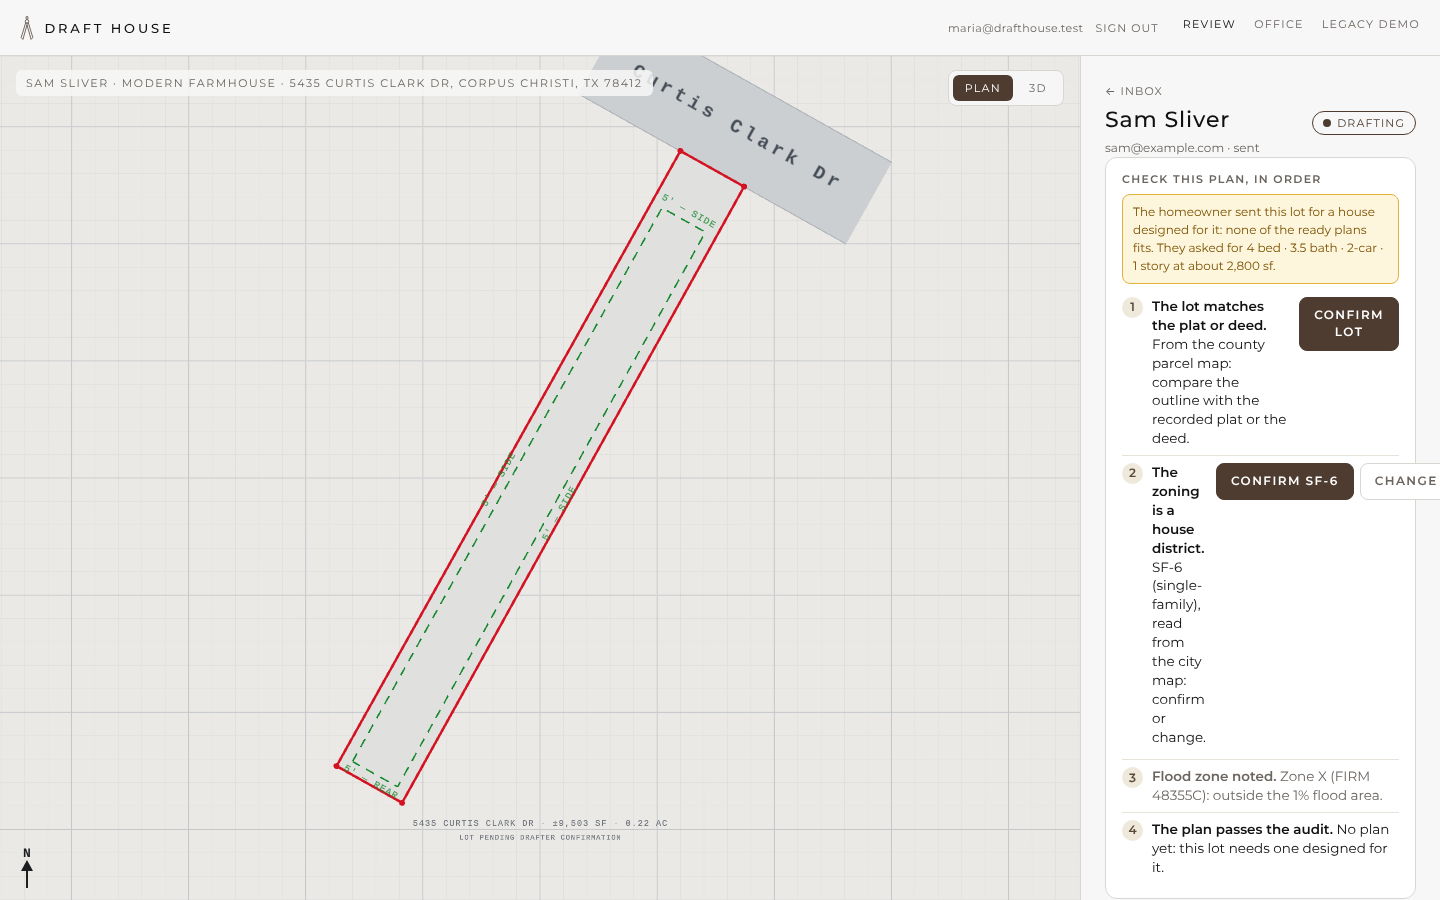 DRAFT HOUSE
maria@drafthouse.test SIGN OUT REVIEW OFFICE LEGACY DEMO
SAM SLIVER · MODERN FARMHOUSE · 5435 CURTIS CLARK DR, CORPUS CHRISTI, TX 78412
PLAN 3D
Curtis Clark Dr
5' – SIDE
5' – SIDE
5' – SIDE
5' – REAR
5435 CURTIS CLARK DR · ±9,503 SF · 0.22 AC
LOT PENDING DRAFTER CONFIRMATION
N
← INBOX
Sam Sliver
DRAFTING
sam@example.com · sent
CHECK THIS PLAN, IN ORDER
The homeowner sent this lot for a house
designed for it: none of the ready plans
fits. They asked for 4 bed · 3.5 bath · 2-car ·
1 story at about 2,800 sf.
1
The lot matches
the plat or deed.
From the county
parcel map:
compare the
outline with the
recorded plat or the
deed.
CONFIRM
LOT
2
The
zoning
is a
house
district.
SF-6
(single-
family),
read
from
the city
map:
confirm
or
change.
CONFIRM SF-6
CHANGE
3
Flood zone noted. Zone X (FIRM
48355C): outside the 1% flood area.
4
The plan passes the audit. No plan
yet: this lot needs one designed for
it.